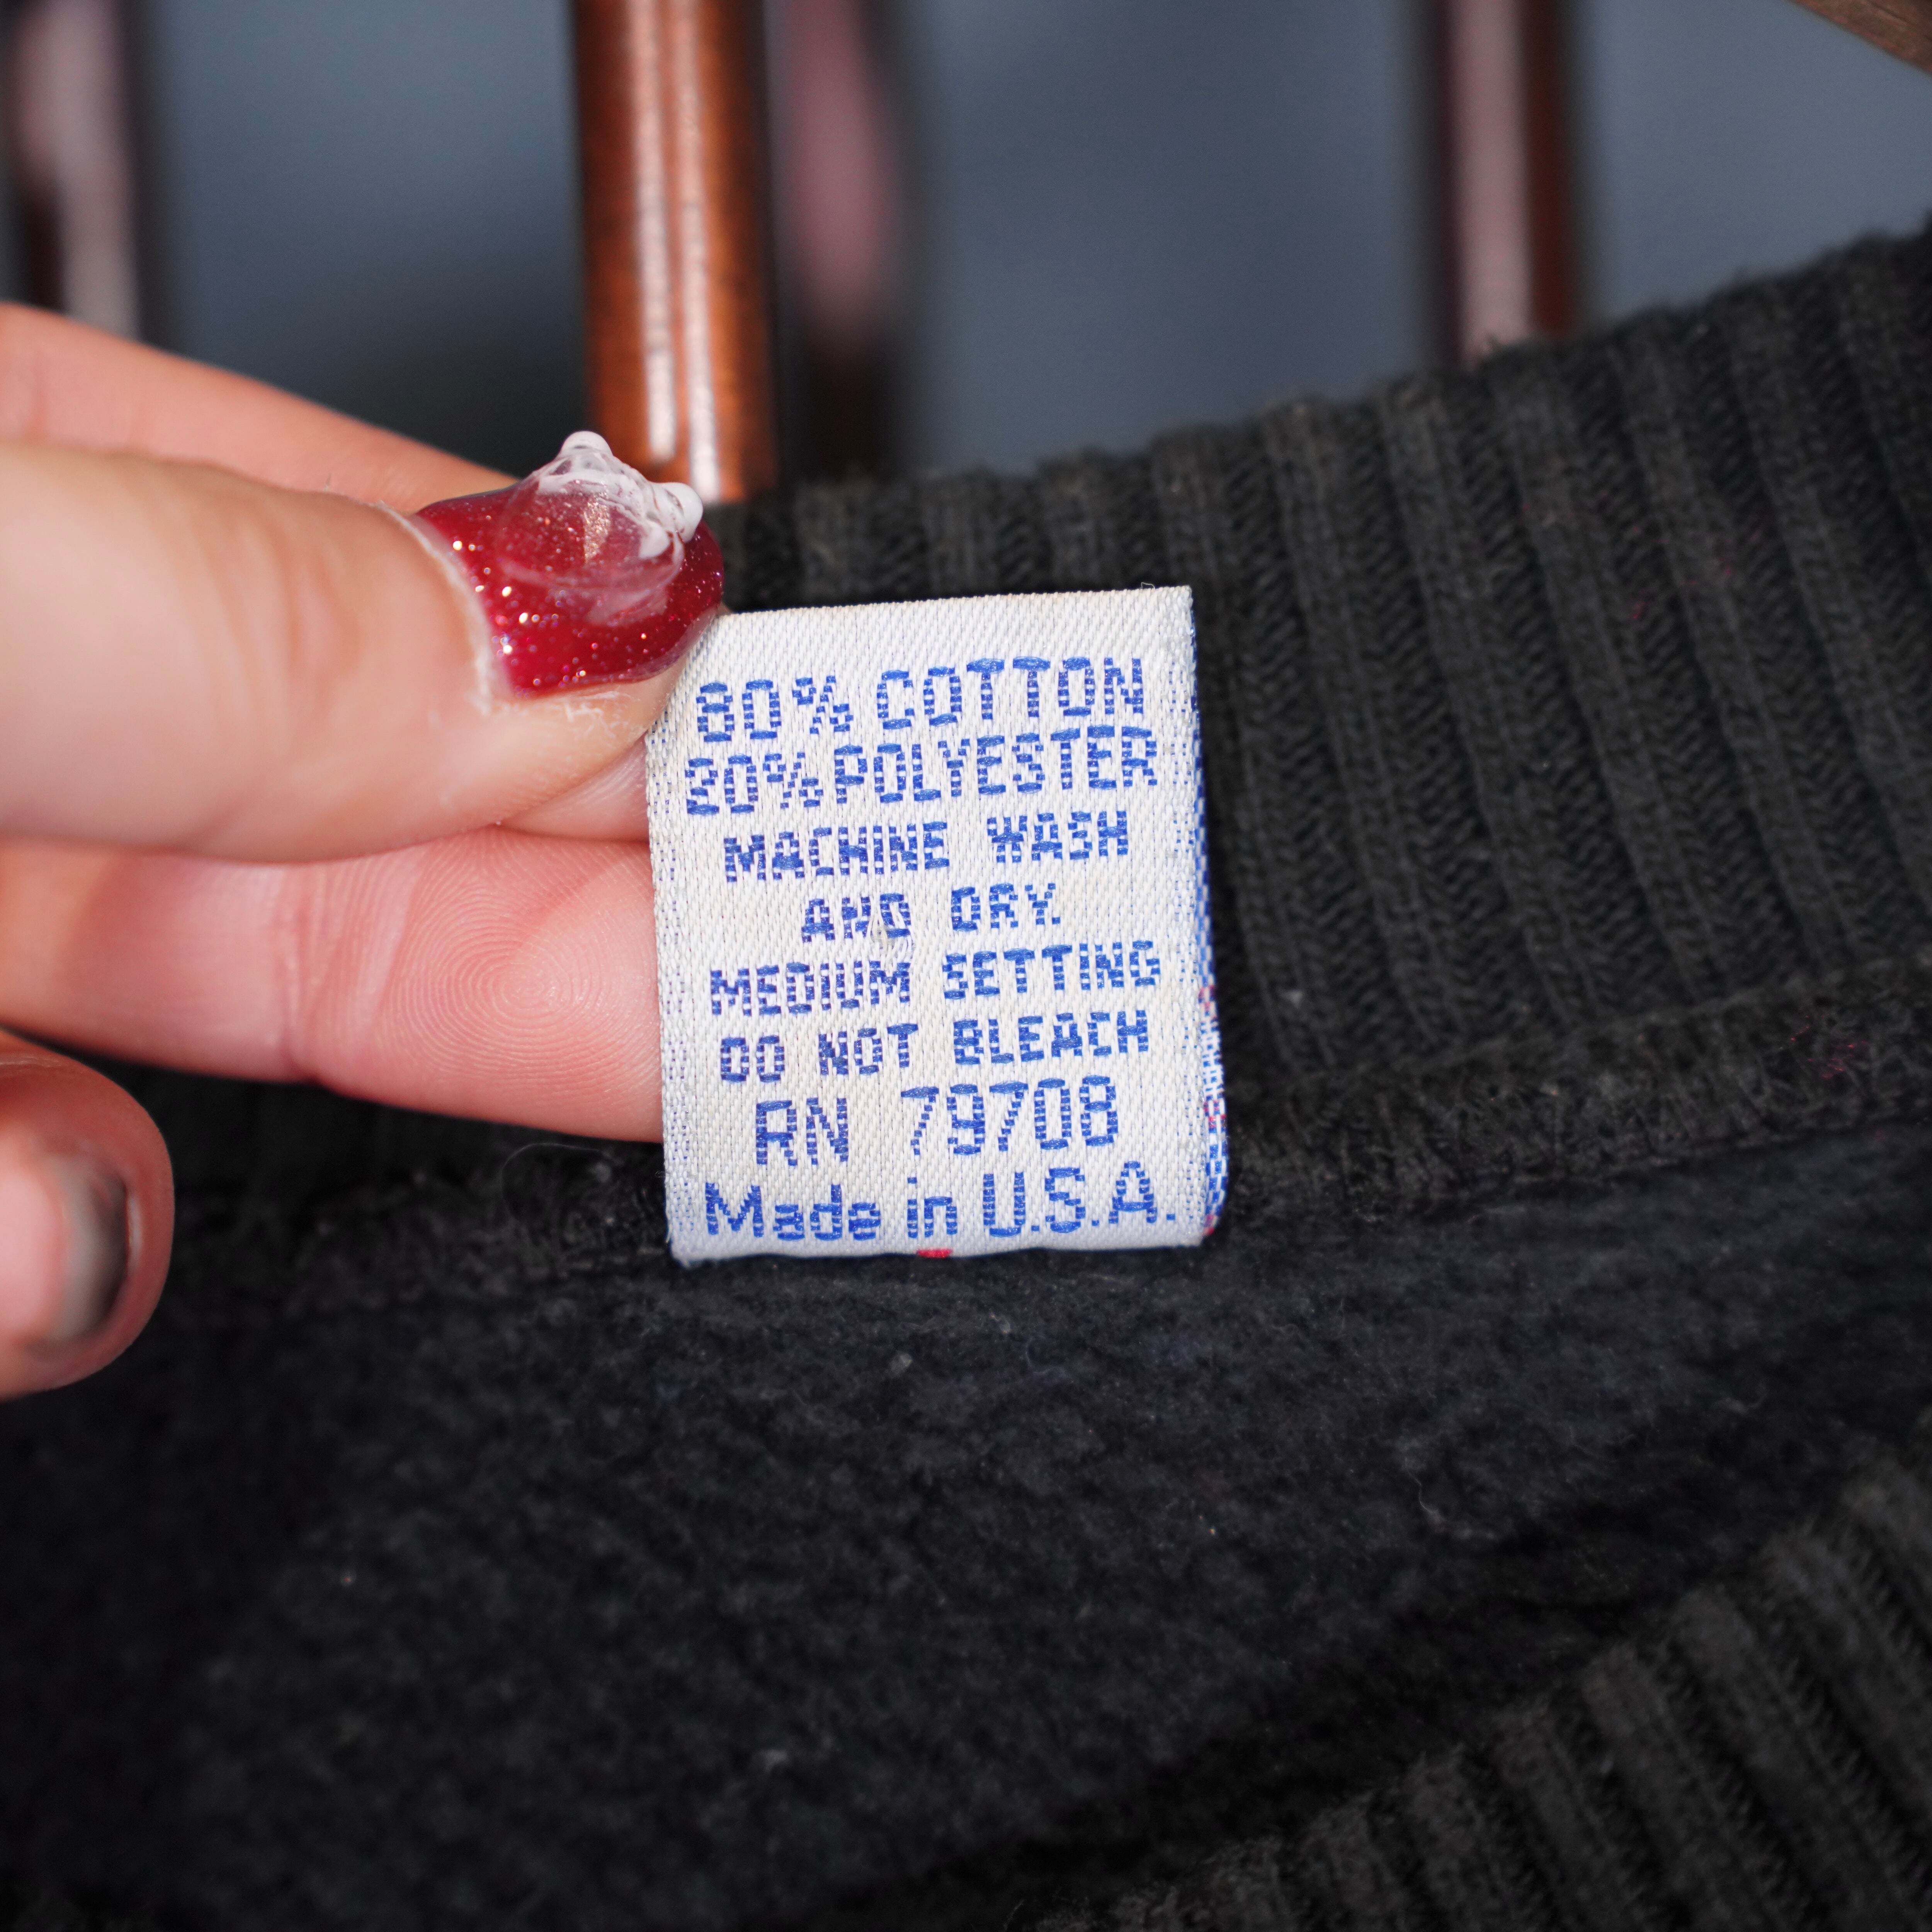 80% COTTON
20% POLYESTER
MACHINE WASH
AND DRY.
MEDIUM SETTING
DO NOT BLEACH
RN 79708
Made in U.S.A.